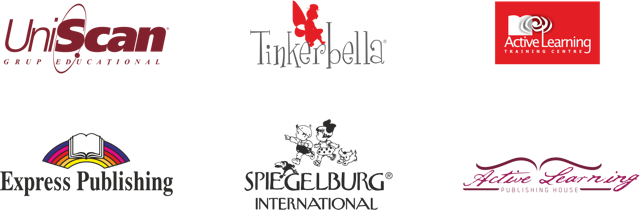 UniScan®
GRUP EDUCATIONAL
Tinkerbella®
Active Learning
TRAINING CENTRE
Express Publishing
SPIEGELBURG®
INTERNATIONAL
Active Learning
PUBLISHING HOUSE